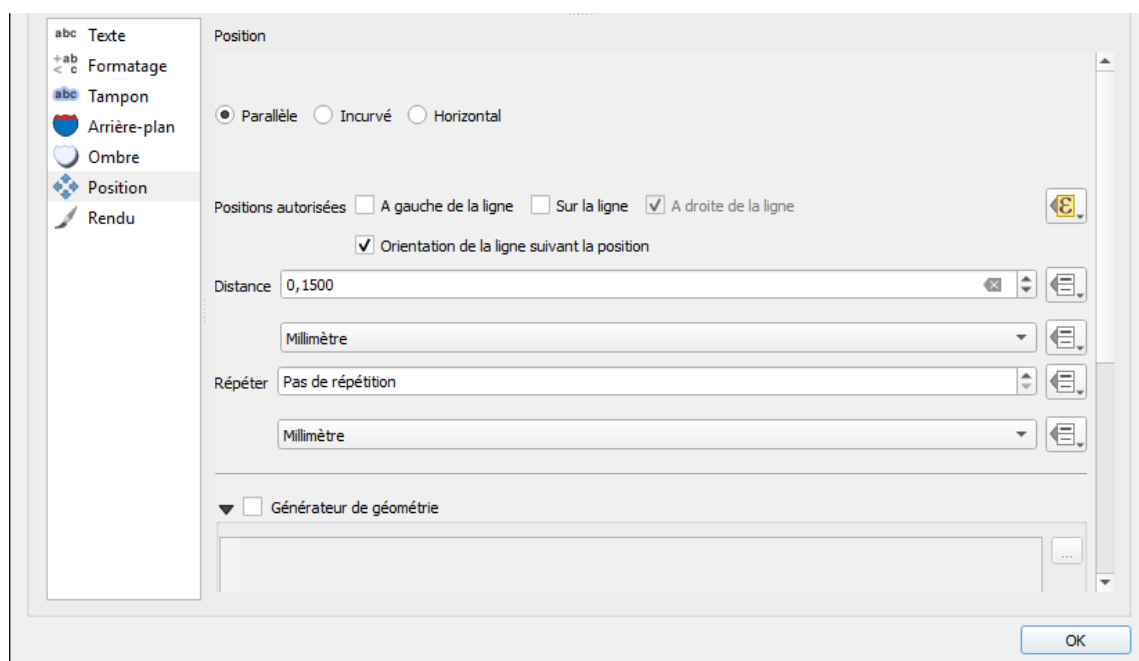 abc Texte
+ab < c Formatage
abc Tampon
Arrière-plan
Ombre
Position
Rendu
Position
Parallèle Incurvé Horizontal
Positions autorisées A gauche de la ligne Sur la ligne A droite de la ligne
Orientation de la ligne suivant la position
Distance 0,1500
Millimètre
Répéter Pas de répétition
Millimètre
Générateur de géométrie
...
OK